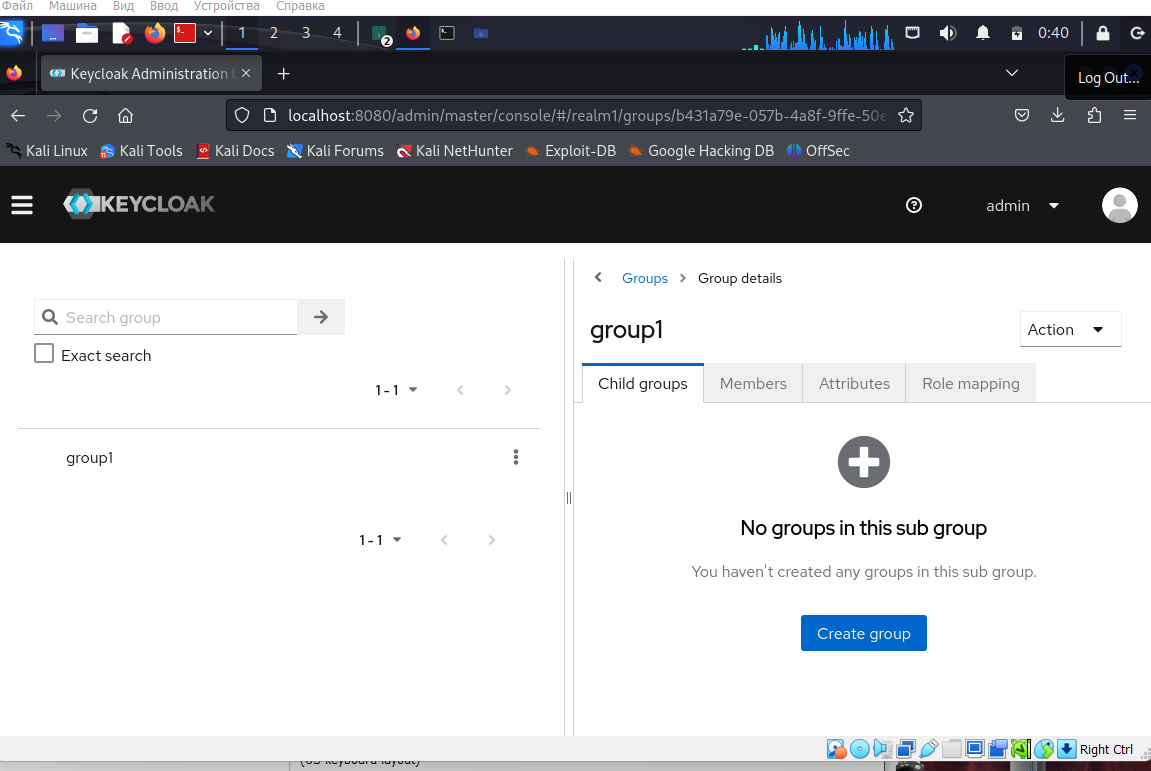 Файл Машина Вид Ввод Устройства Справка
1 2 3 4 2 0:40
Keycloak Administration
Log Out...
localhost:8080/admin/master/console/#/realm1/groups/b431a79e-057b-4a8f-9ffe-50e
Kali Linux Kali Tools Kali Docs Kali Forums Kali NetHunter Exploit-DB Google Hacking DB OffSec
KEYCLOAK admin
Groups Group details
Search group
group1
Action
Exact search
1 - 1
Child groups Members Attributes Role mapping
group1
No groups in this sub group
1 - 1
You haven't created any groups in this sub group.
Create group
Right Ctrl
(US keyboard layout)